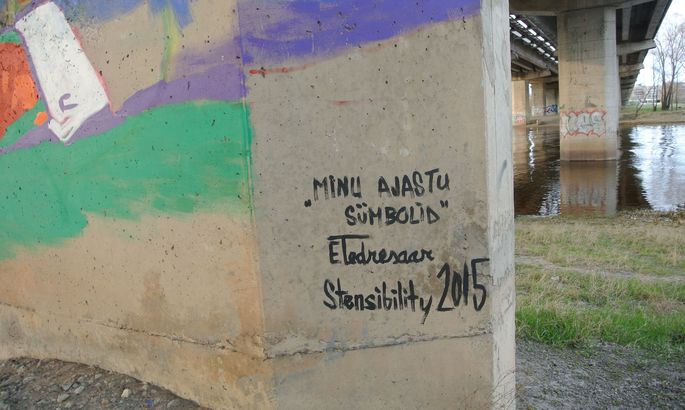 „MINU AJASTU
SÜMBOLID"
ETedresaar
Stensibility 2015